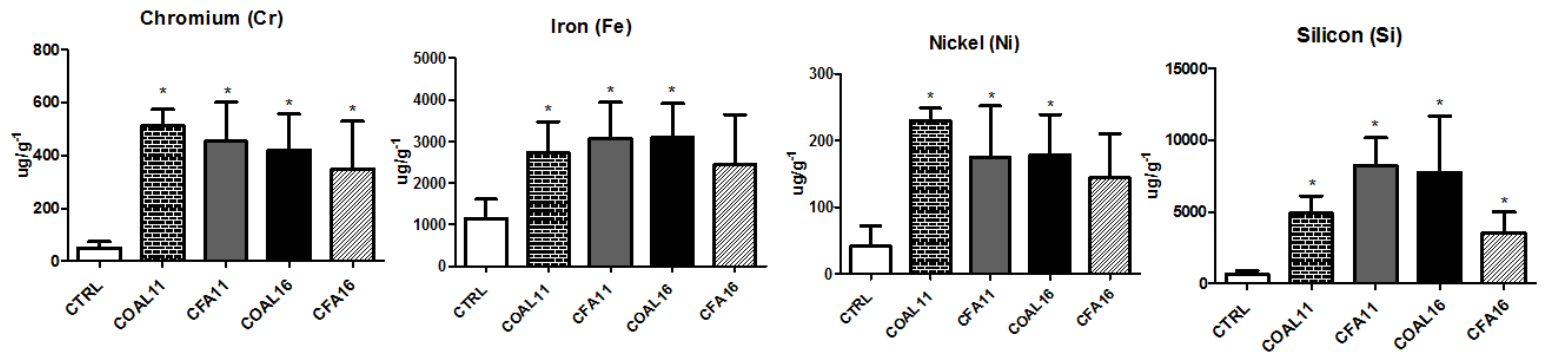 Chromium (Cr)
ug/g-1
800
600
400
200
0
*
*
*
*
CTRL
COAL11
CFA11
COAL16
CFA16
Iron (Fe)
ug/g-1
5000
4000
3000
2000
1000
0
*
*
*
CTRL
COAL11
CFA11
COAL16
CFA16
Nickel (Ni)
ug/g-1
300
200
100
0
*
*
*
CTRL
COAL11
CFA11
COAL16
CFA16
Silicon (Si)
ug/g-1
15000
10000
5000
0
*
*
*
*
CTRL
COAL11
CFA11
COAL16
CFA16